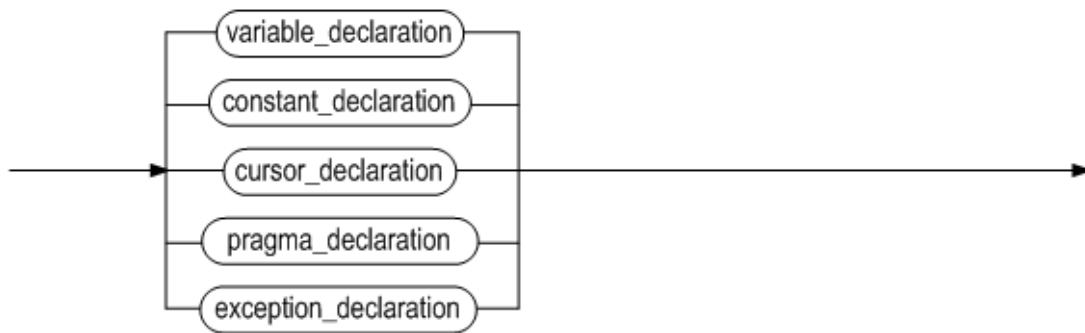 variable_declaration
constant_declaration
cursor_declaration
pragma_declaration
exception_declaration